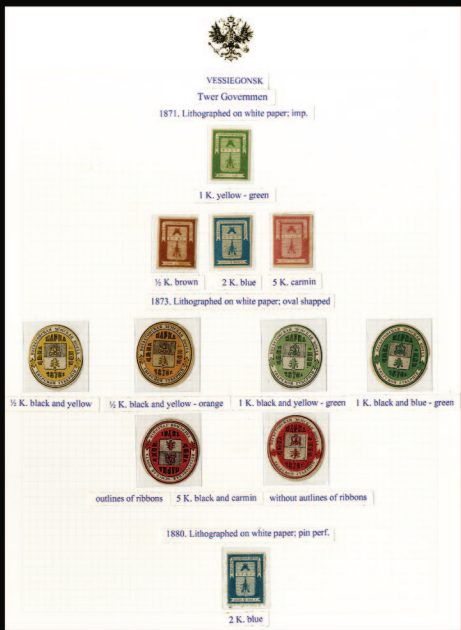 VESSIEGONSK
Twer Governmen
1871. Lithographed on white paper; imp.
1 K. yellow - green
½ K. brown 2 K. blue 5 K. carmin
1873. Lithographed on white paper; oval shapped
½ K. black and yellow ½ K. black and yellow - orange 1 K. black and yellow - green 1 K. black and blue - green
outlines of ribbons 5 K. black and carmin without autlines of ribbons
1880. Lithographed on white paper; pin perf.
2 K. blue